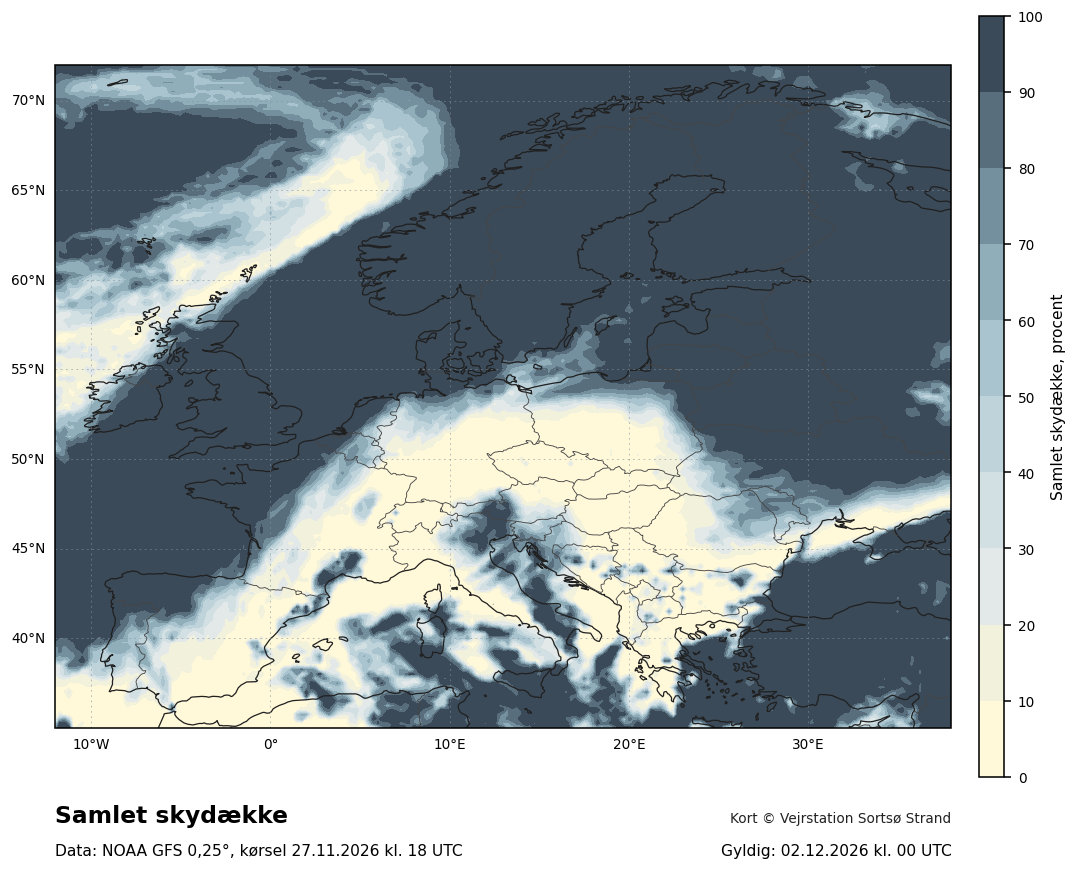 100
90
80
70
60
50
40
30
20
10
0
Samlet skydække, procent
70°N
65°N
60°N
55°N
50°N
45°N
40°N
10°W
0°
10°E
20°E
30°E
Samlet skydække
Kort © Vejrstation Sortsø Strand
Data: NOAA GFS 0,25°, kørsel 27.11.2026 kl. 18 UTC
Gyldig: 02.12.2026 kl. 00 UTC